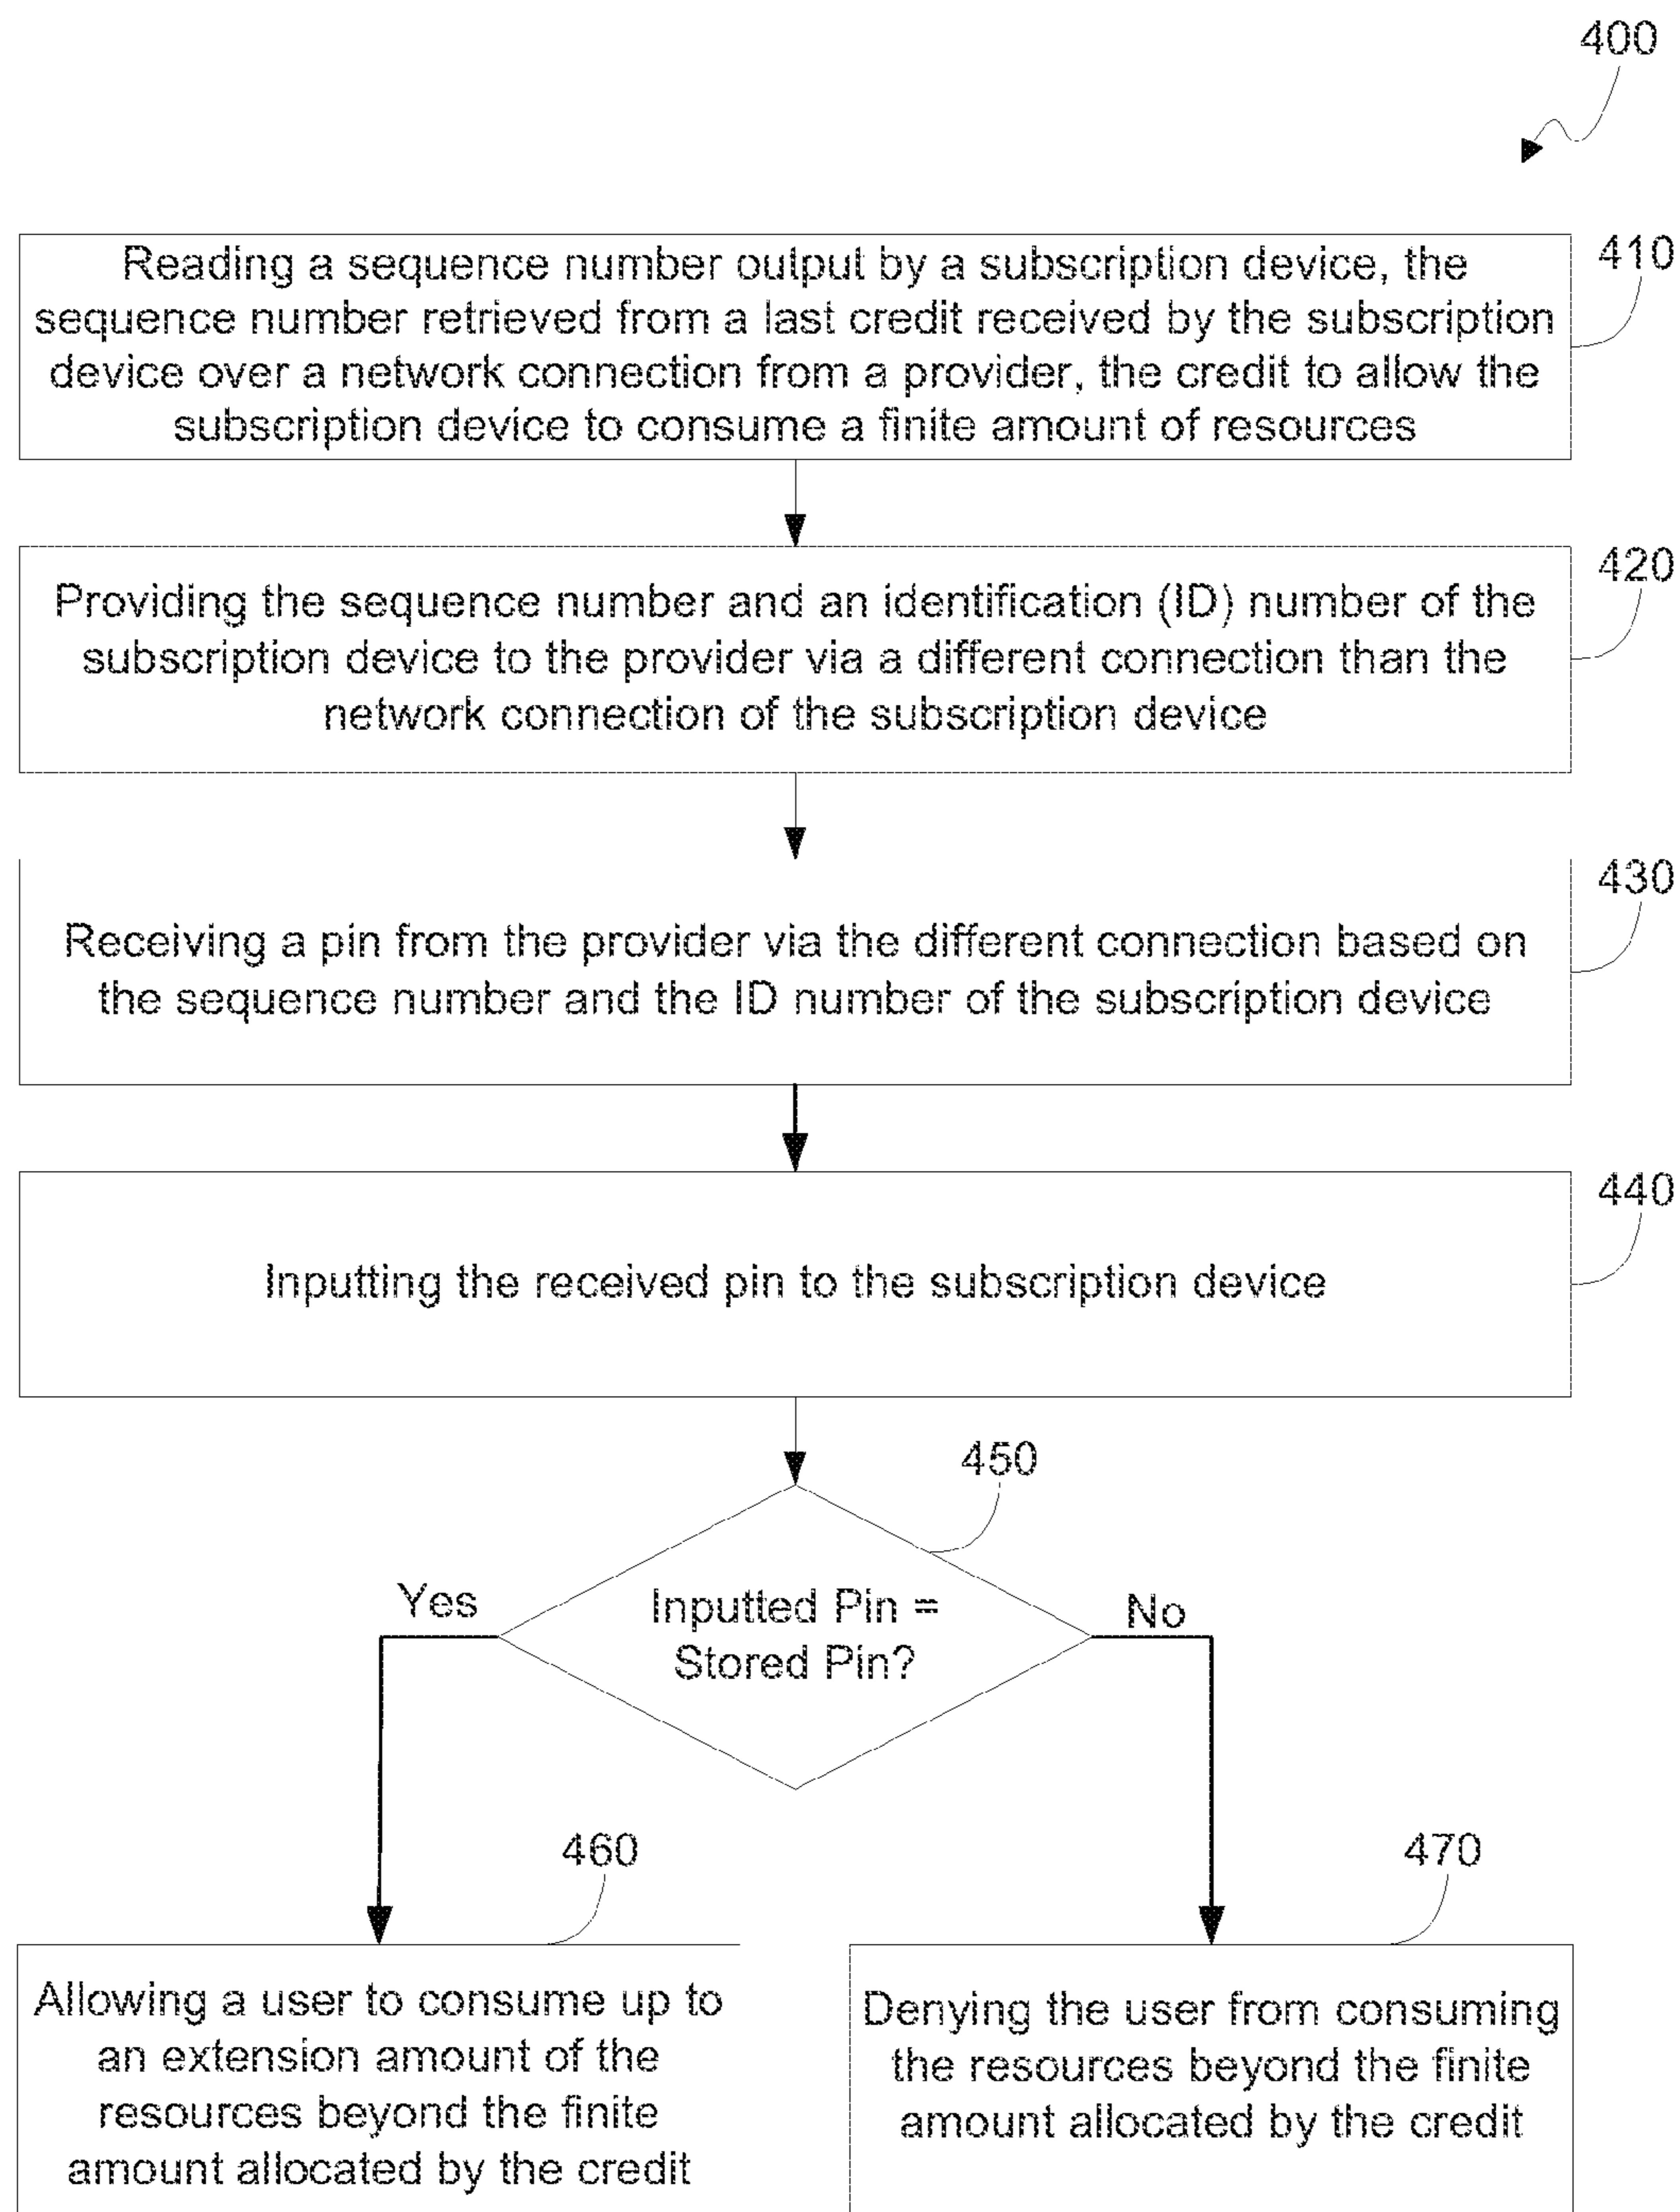 400
Reading a sequence number output by a subscription device, the
sequence number retrieved from a last credit received by the subscription
device over a network connection from a provider, the credit to allow the
subscription device to consume a finite amount of resources
410
Providing the sequence number and an identification (ID) number of the
subscription device to the provider via a different connection than the
network connection of the subscription device
420
Receiving a pin from the provider via the different connection based on
the sequence number and the ID number of the subscription device
430
Inputting the received pin to the subscription device
440
450
Inputted Pin =
Stored Pin?
Yes
No
460
Allowing a user to consume up to
an extension amount of the
resources beyond the finite
amount allocated by the credit
470
Denying the user from consuming
the resources beyond the finite
amount allocated by the credit